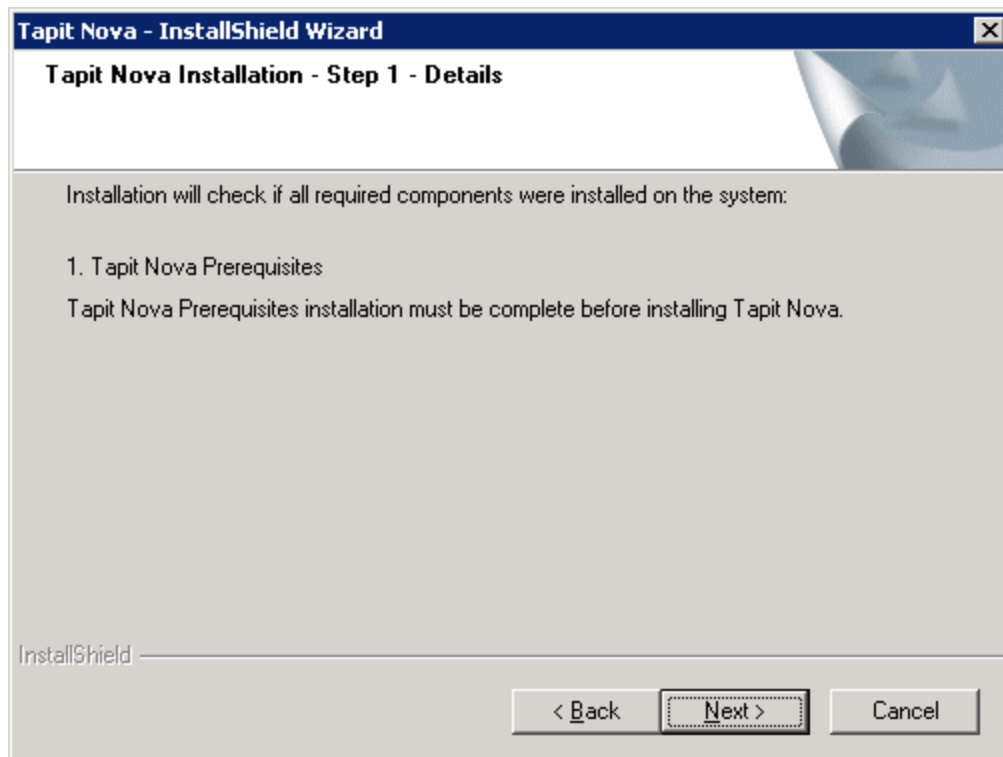 Tapit Nova - InstallShield Wizard
Tapit Nova Installation - Step 1 - Details
Installation will check if all required components were installed on the system:
1. Tapit Nova Prerequisites
Tapit Nova Prerequisites installation must be complete before installing Tapit Nova.
InstallShield
< Back Next > Cancel